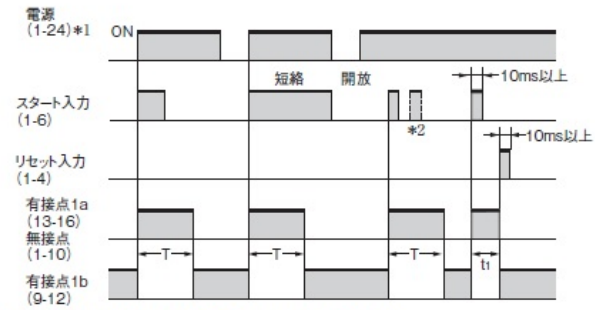 電源
(1-24)*1
ON
短絡 開放
10ms以上
スタート入力
(1-6)
*2
10ms以上
リセット入力
(1-4)
有接点1a
(13-16)
無接点
(1-10)
T T T t1
有接点1b
(9-12)